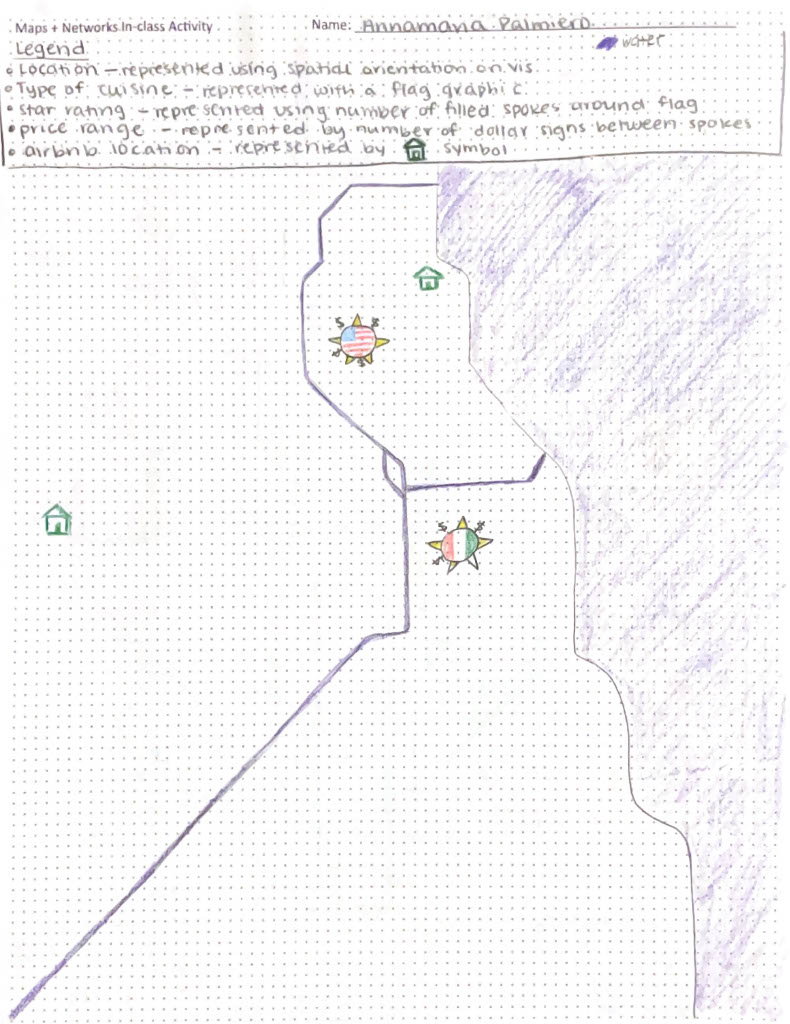 Maps + Networks In-class Activity
Name: Annamaria Palmiero
water
Legend
• Location - represented using spatial orientation on vis.
• Type of cuisine - represented with a flag graphic
• star rating - represented using number of filled spokes around flag
• price range - represented by number of dollar signs between spokes
• airbnb location - represented by symbol
$ $
$ $
$ $
$